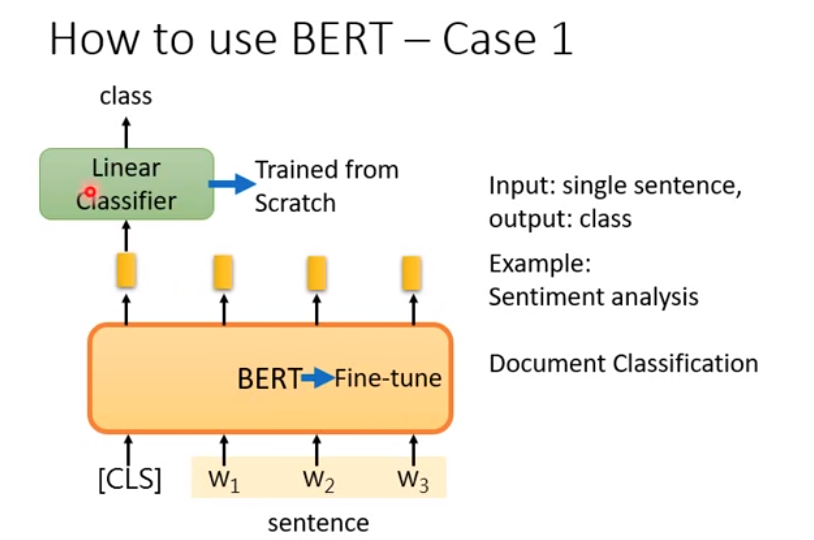 How to use BERT – Case 1
class
Linear
Classifier
Trained from
Scratch
Input: single sentence,
output: class
Example:
Sentiment analysis
Document Classification
BERT Fine-tune
[CLS] w₁ w₂ w₃
sentence